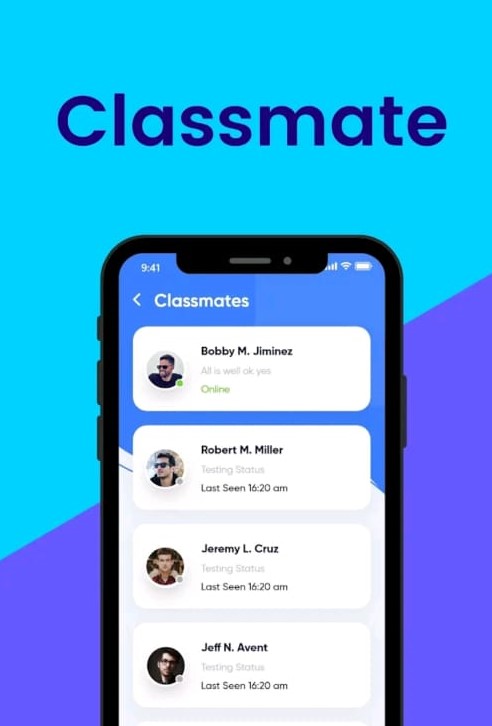 Classmate
9:41
Classmates
Bobby M. Jiminez
All is well ok yes
Online
Robert M. Miller
Testing Status
Last Seen 16:20 am
Jeremy L. Cruz
Testing Status
Last Seen 16:20 am
Jeff N. Avent
Testing Status
Last Seen 16:20 am